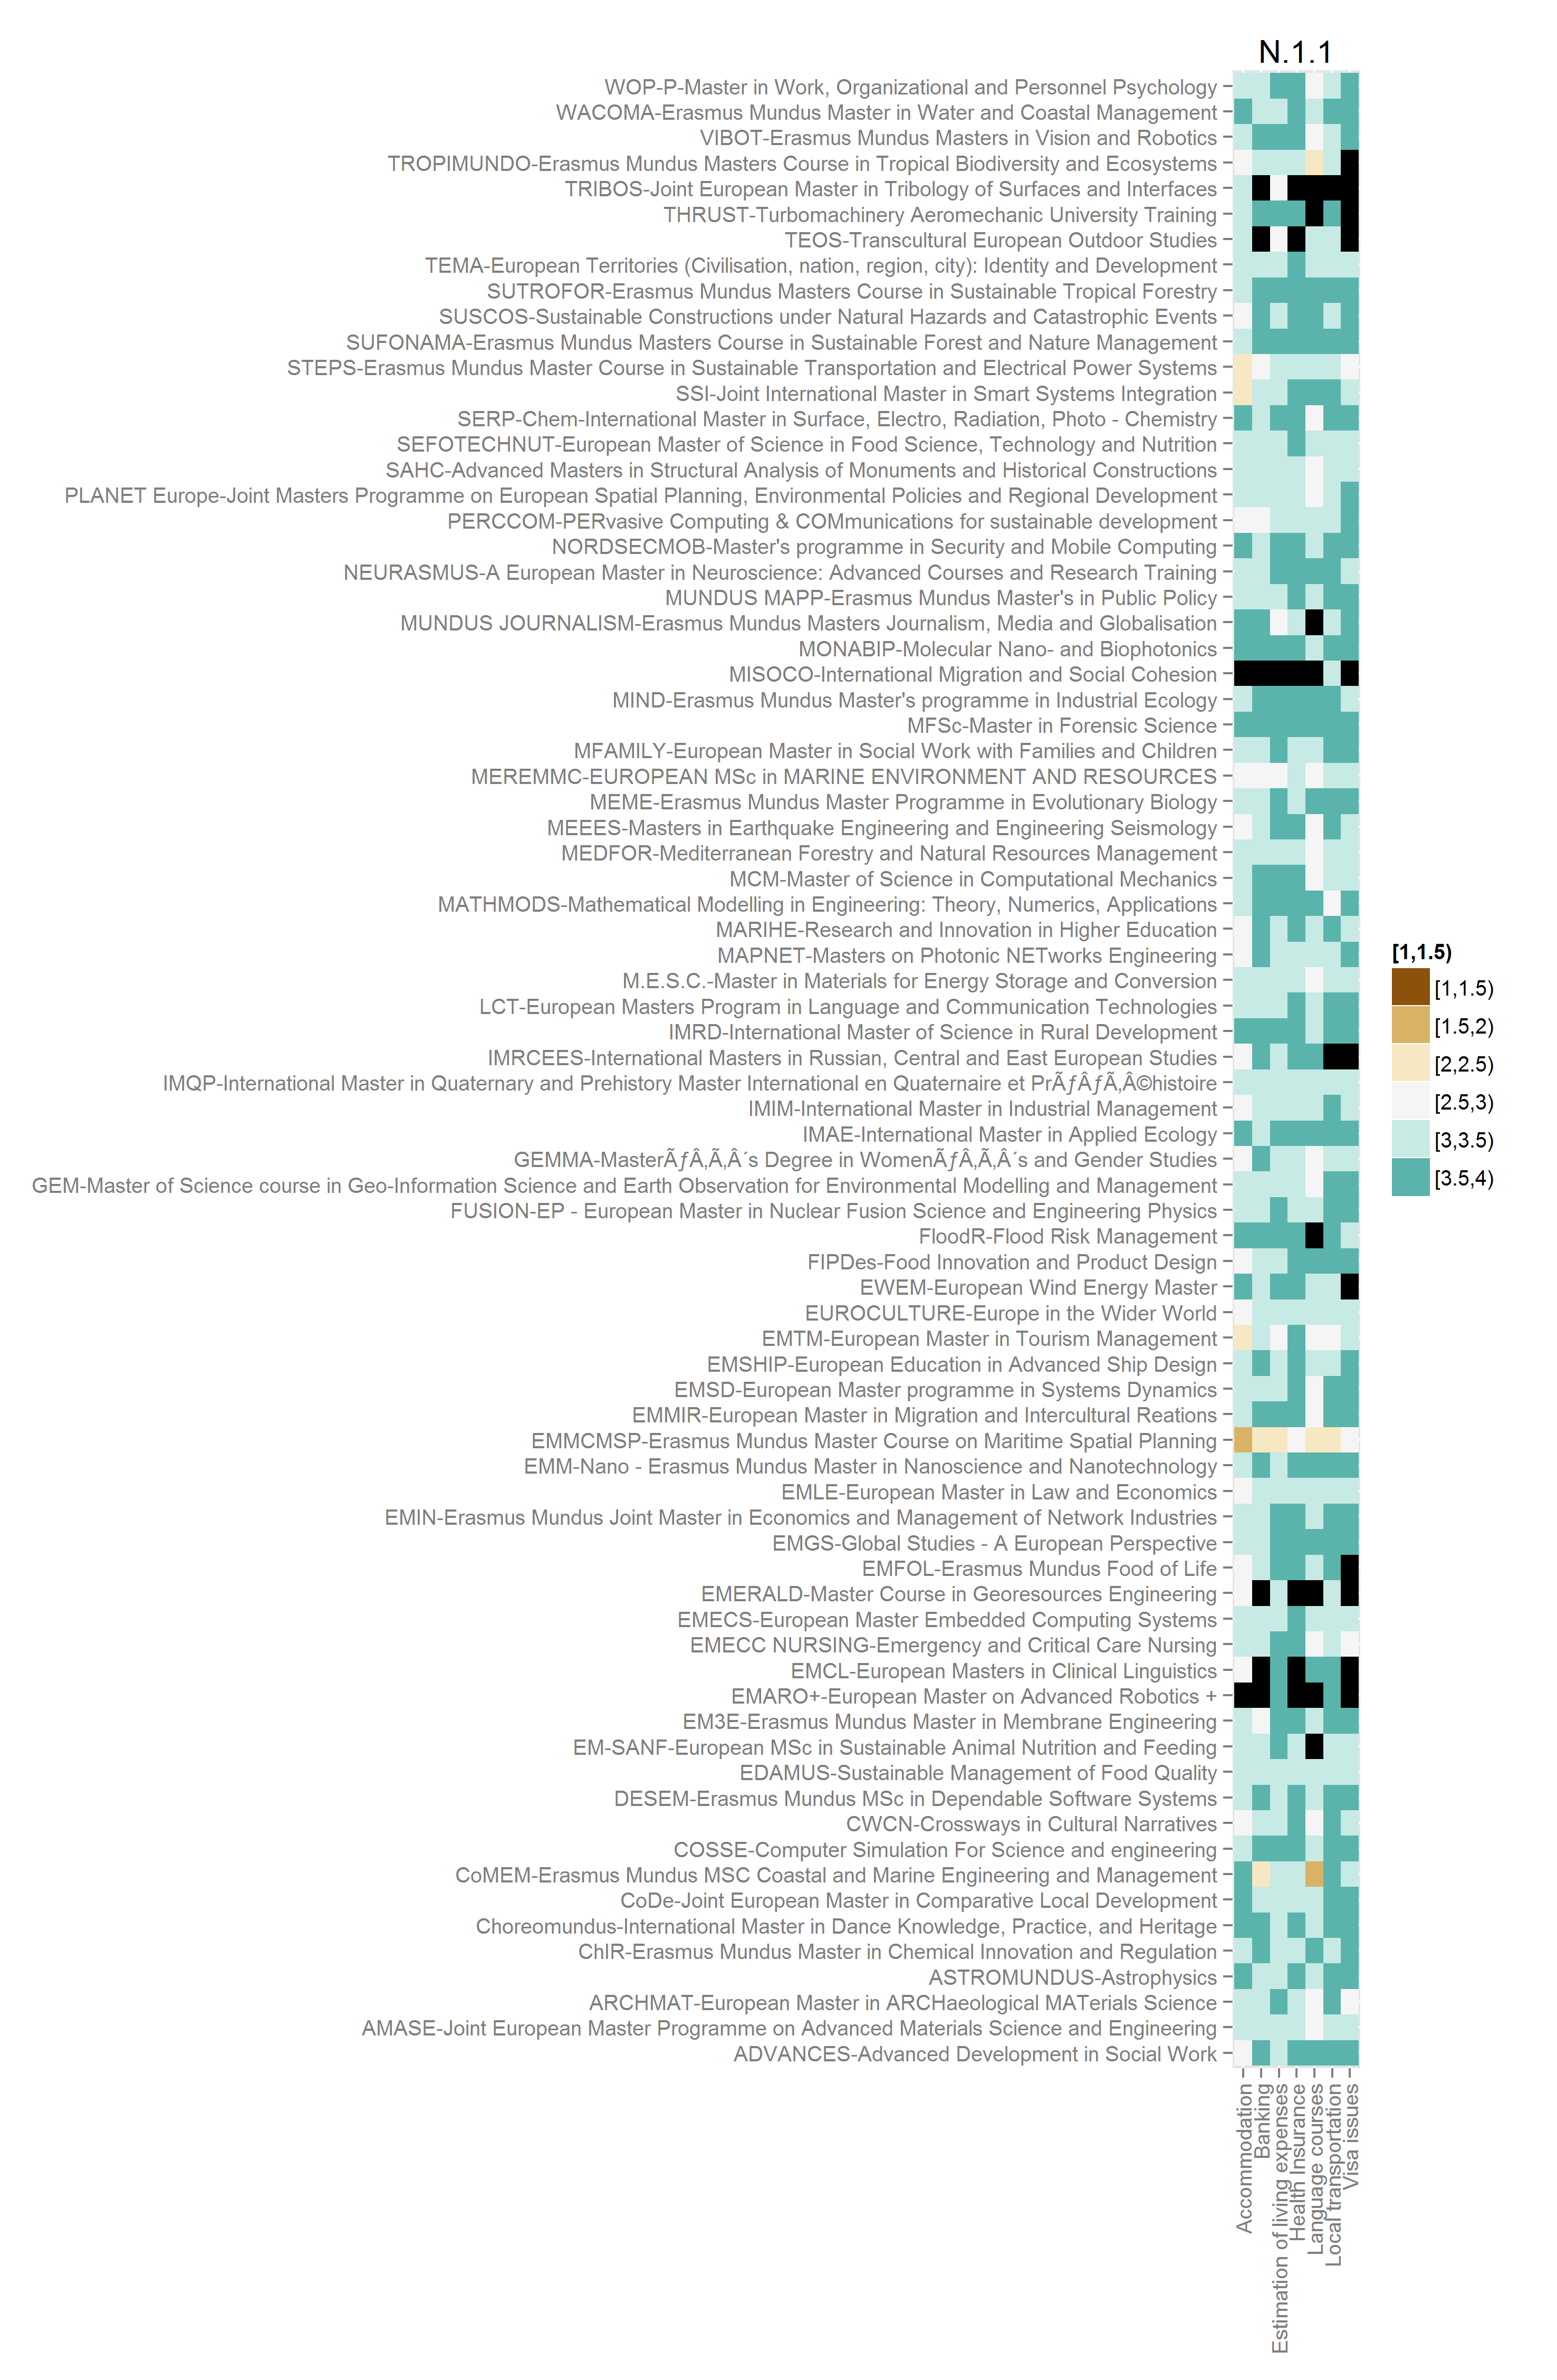 N.1.1
WOP-P-Master in Work, Organizational and Personnel Psychology
WACOMA-Erasmus Mundus Master in Water and Coastal Management
VIBOT-Erasmus Mundus Masters in Vision and Robotics
TROPIMUNDO-Erasmus Mundus Masters Course in Tropical Biodiversity and Ecosystems
TRIBOS-Joint European Master in Tribology of Surfaces and Interfaces
THRUST-Turbomachinery Aeromechanic University Training
TEOS-Transcultural European Outdoor Studies
TEMA-European Territories (Civilisation, nation, region, city): Identity and Development
SUTROFOR-Erasmus Mundus Masters Course in Sustainable Tropical Forestry
SUSCOS-Sustainable Constructions under Natural Hazards and Catastrophic Events
SUFONAMA-Erasmus Mundus Masters Course in Sustainable Forest and Nature Management
STEPS-Erasmus Mundus Master Course in Sustainable Transportation and Electrical Power Systems
SSI-Joint International Master in Smart Systems Integration
SERP-Chem-International Master in Surface, Electro, Radiation, Photo - Chemistry
SEFOTECHNUT-European Master of Science in Food Science, Technology and Nutrition
SAHC-Advanced Masters in Structural Analysis of Monuments and Historical Constructions
PLANET Europe-Joint Masters Programme on European Spatial Planning, Environmental Policies and Regional Development
PERCCOM-PERvasive Computing & COMmunications for sustainable development
NORDSECMOB-Master's programme in Security and Mobile Computing
NEURASMUS-A European Master in Neuroscience: Advanced Courses and Research Training
MUNDUS MAPP-Erasmus Mundus Master's in Public Policy
MUNDUS JOURNALISM-Erasmus Mundus Masters Journalism, Media and Globalisation
MONABIP-Molecular Nano- and Biophotonics
MISOCO-International Migration and Social Cohesion
MIND-Erasmus Mundus Master's programme in Industrial Ecology
MFSc-Master in Forensic Science
MFAMILY-European Master in Social Work with Families and Children
MEREMMC-EUROPEAN MSc in MARINE ENVIRONMENT AND RESOURCES
MEME-Erasmus Mundus Master Programme in Evolutionary Biology
MEEES-Masters in Earthquake Engineering and Engineering Seismology
MEDFOR-Mediterranean Forestry and Natural Resources Management
MCM-Master of Science in Computational Mechanics
MATHMODS-Mathematical Modelling in Engineering: Theory, Numerics, Applications
MARIHE-Research and Innovation in Higher Education
MAPNET-Masters on Photonic NETworks Engineering
M.E.S.C.-Master in Materials for Energy Storage and Conversion
LCT-European Masters Program in Language and Communication Technologies
IMRD-International Master of Science in Rural Development
IMRCEES-International Masters in Russian, Central and East European Studies
IMQP-International Master in Quaternary and Prehistory Master International en Quaternaire et PrÃƒÂƒÃ‚Â©histoire
IMIM-International Master in Industrial Management
IMAE-International Master in Applied Ecology
GEMMA-MasterÃƒÂ‚Ã‚Â´s Degree in WomenÃƒÂ‚Ã‚Â´s and Gender Studies
GEM-Master of Science course in Geo-Information Science and Earth Observation for Environmental Modelling and Management
FUSION-EP - European Master in Nuclear Fusion Science and Engineering Physics
FloodR-Flood Risk Management
FIPDes-Food Innovation and Product Design
EWEM-European Wind Energy Master
EUROCULTURE-Europe in the Wider World
EMTM-European Master in Tourism Management
EMSHIP-European Education in Advanced Ship Design
EMSD-European Master programme in Systems Dynamics
EMMIR-European Master in Migration and Intercultural Reations
EMMCMSP-Erasmus Mundus Master Course on Maritime Spatial Planning
EMM-Nano - Erasmus Mundus Master in Nanoscience and Nanotechnology
EMLE-European Master in Law and Economics
EMIN-Erasmus Mundus Joint Master in Economics and Management of Network Industries
EMGS-Global Studies - A European Perspective
EMFOL-Erasmus Mundus Food of Life
EMERALD-Master Course in Georesources Engineering
EMECS-European Master Embedded Computing Systems
EMECC NURSING-Emergency and Critical Care Nursing
EMCL-European Masters in Clinical Linguistics
EMARO+-European Master on Advanced Robotics +
EM3E-Erasmus Mundus Master in Membrane Engineering
EM-SANF-European MSc in Sustainable Animal Nutrition and Feeding
EDAMUS-Sustainable Management of Food Quality
DESEM-Erasmus Mundus MSc in Dependable Software Systems
CWCN-Crossways in Cultural Narratives
COSSE-Computer Simulation For Science and engineering
CoMEM-Erasmus Mundus MSC Coastal and Marine Engineering and Management
CoDe-Joint European Master in Comparative Local Development
Choreomundus-International Master in Dance Knowledge, Practice, and Heritage
ChIR-Erasmus Mundus Master in Chemical Innovation and Regulation
ASTROMUNDUS-Astrophysics
ARCHMAT-European Master in ARCHaeological MATerials Science
AMASE-Joint European Master Programme on Advanced Materials Science and Engineering
ADVANCES-Advanced Development in Social Work
Accommodation
Banking
Estimation of living expenses
Health Insurance
Language courses
Local transportation
Visa issues
[1,1.5)
[1,1.5)
[1.5,2)
[2,2.5)
[2.5,3)
[3,3.5)
[3.5,4)